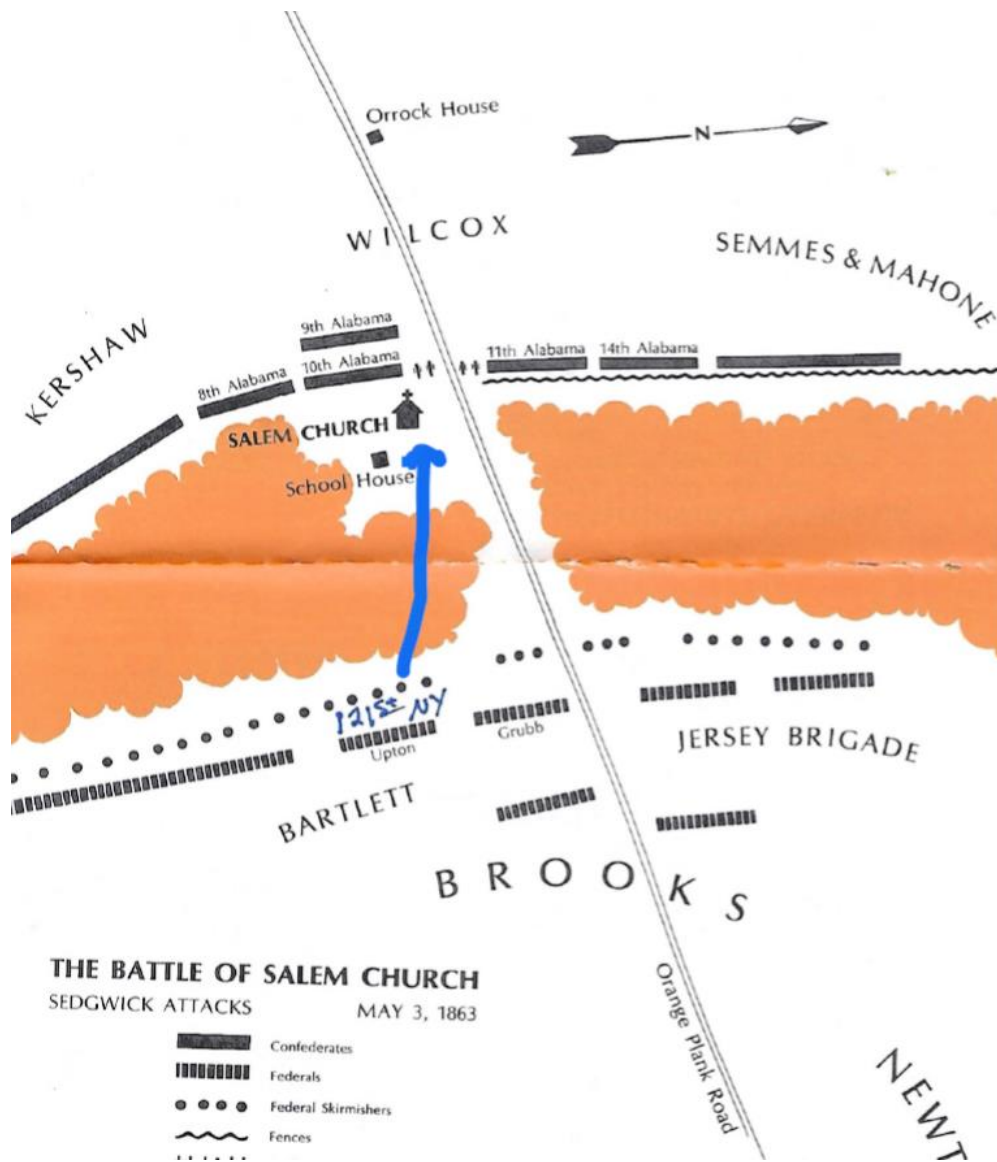 Orrock House
N
WILCOX
SEMMES & MAHONE
KERSHAW
9th Alabama
10th Alabama
8th Alabama
11th Alabama
14th Alabama
SALEM CHURCH
School House
121st NY
Upton
Grubb
JERSEY BRIGADE
BARTLETT
BROOKS
Orange Plank Road
NEWT
THE BATTLE OF SALEM CHURCH
SEDGWICK ATTACKS MAY 3, 1863
Confederates
Federals
Federal Skirmishers
Fences